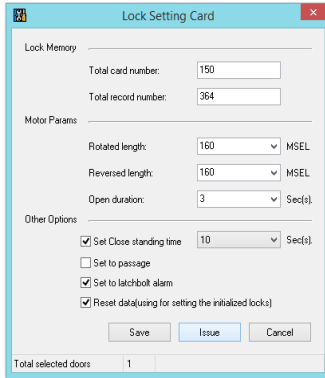 Lock Setting Card
Lock Memory
Total card number: 150
Total record number: 364
Motor Params
Rotated length: 160 MSEL
Reversed length: 160 MSEL
Open duration: 3 Sec(s).
Other Options
Set Close standing time 10 Sec(s).
Set to passage
Set to latchbolt alarm
Reset data(using for setting the initialized locks)
Save Issue Cancel
Total selected doors 1